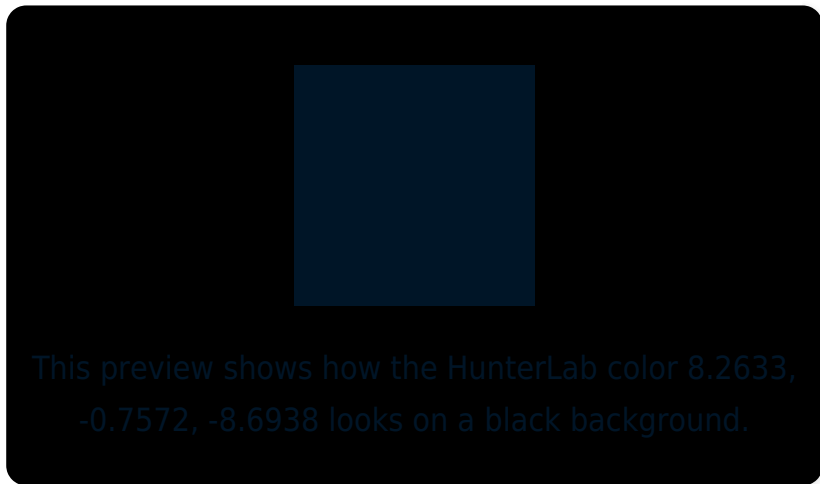 This preview shows how the HunterLab color 8.2633,
-0.7572, -8.6938 looks on a black background.